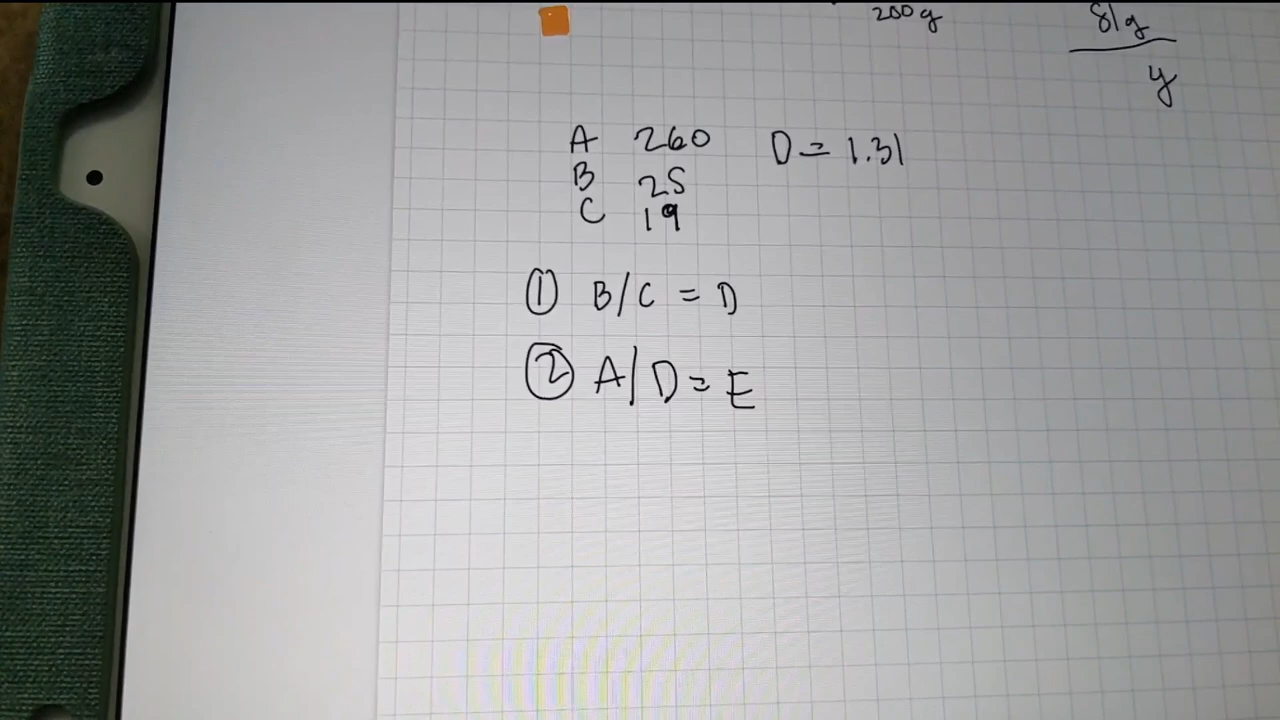 200g
81g
y
A 260 D = 1.31
B 25
C 19
① B/C = D
② A/D = E